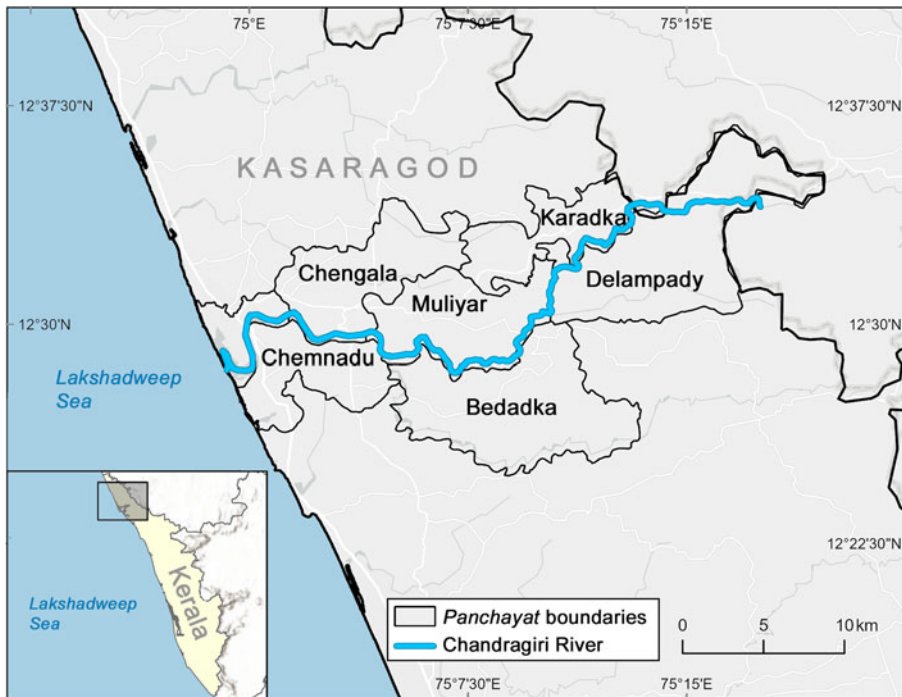 75°E
75°7'30"E
75°15'E
12°37'30"N
12°37'30"N
KASARAGOD
Karadka
Chengala
Delampady
Muliyar
12°30'N
12°30'N
Chemnadu
Lakshadweep
Sea
Bedadka
12°22'30"N
Kerala
Lakshadweep
Sea
Panchayat boundaries
Chandragiri River
0 5 10 km
75°7'30"E
75°15'E